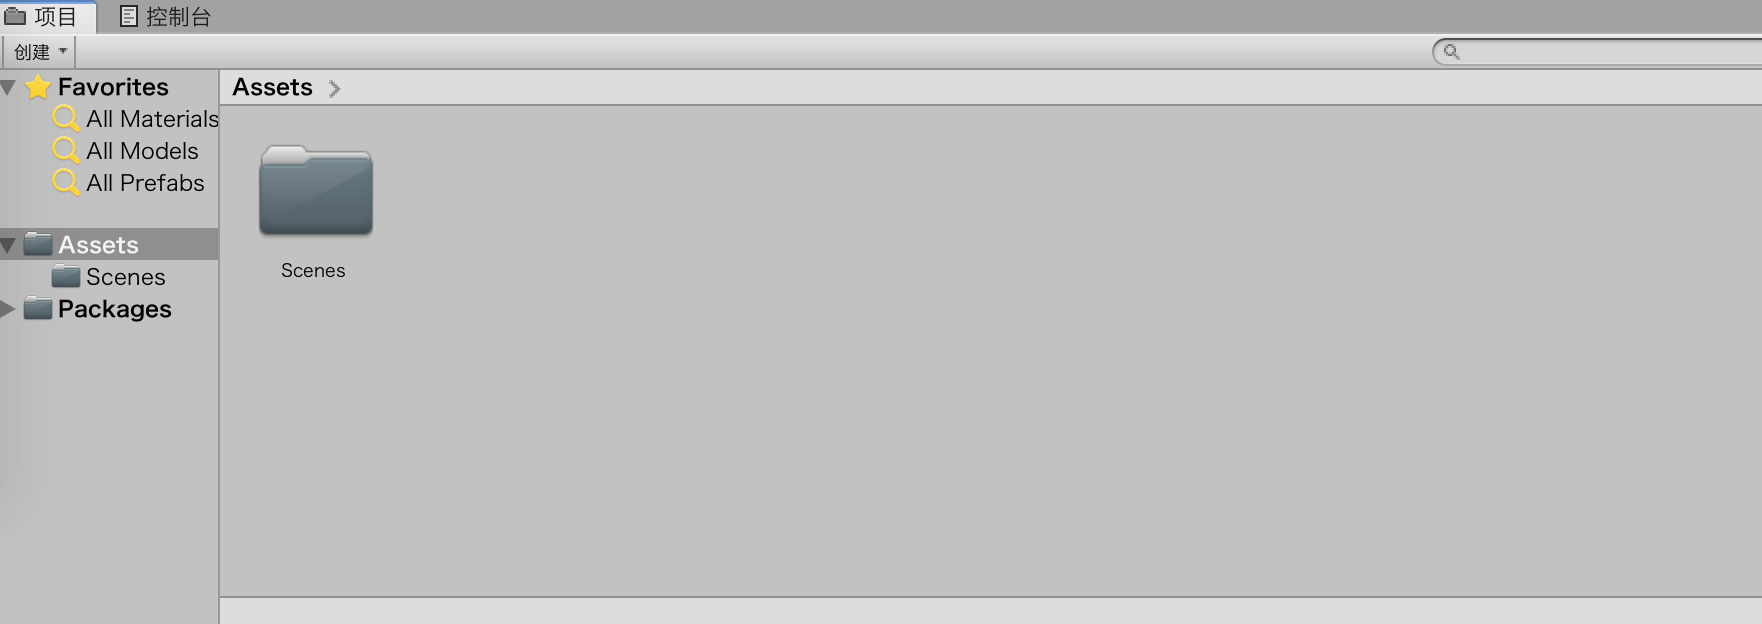 项目 控制台
创建
Favorites
All Materials
All Models
All Prefabs
Assets
Scenes
Packages
Assets
Scenes